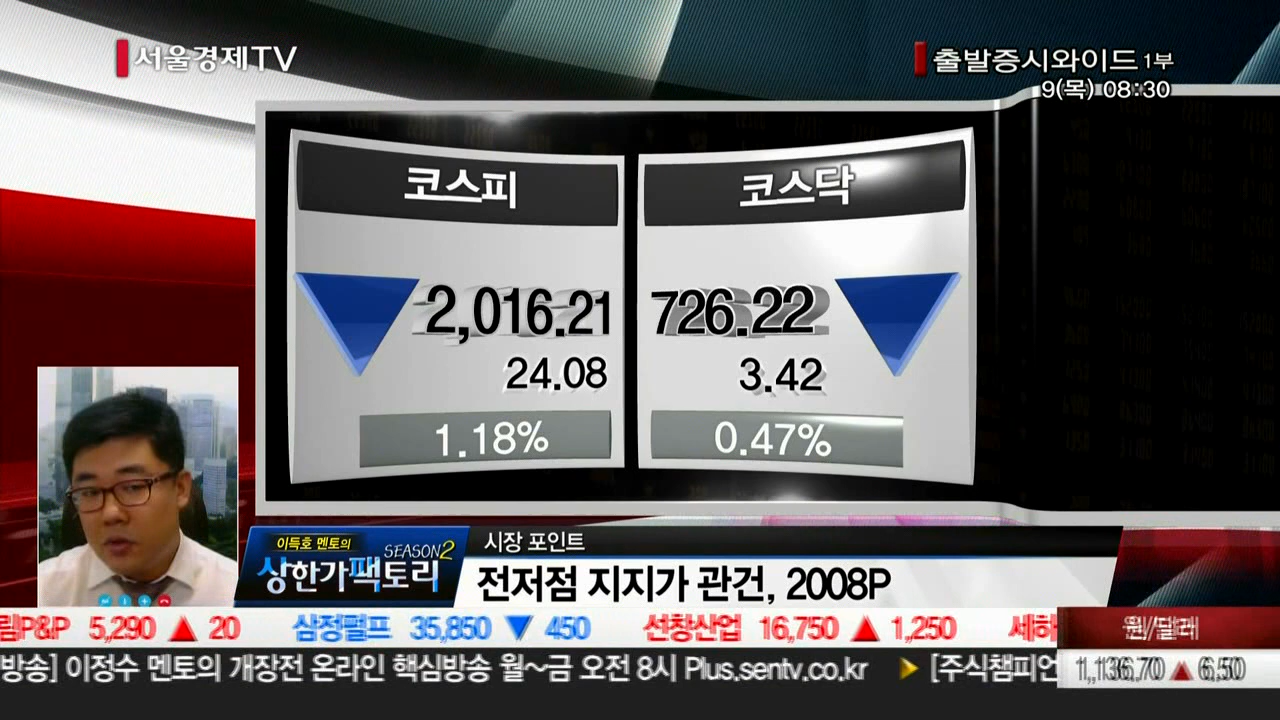 서울경제TV
출발증시와이드 1부
9(목) 08:30
코스피
2,016.21
24.08
1.18%
코스닥
726.22
3.42
0.47%
이득호 멘토의
상한가팩토리 SEASON2
시장 포인트
전저점 지지가 관건, 2008P
림P&P 5,290 ▲ 20 삼정펄프 35,850 ▼ 450 선창산업 16,750 ▲ 1,250 세하
방송] 이정수 멘토의 개장전 온라인 핵심방송 월~금 오전 8시 Plus.sentv.co.kr ▶ [주식챔피언
1,136.70 ▲ 6.50